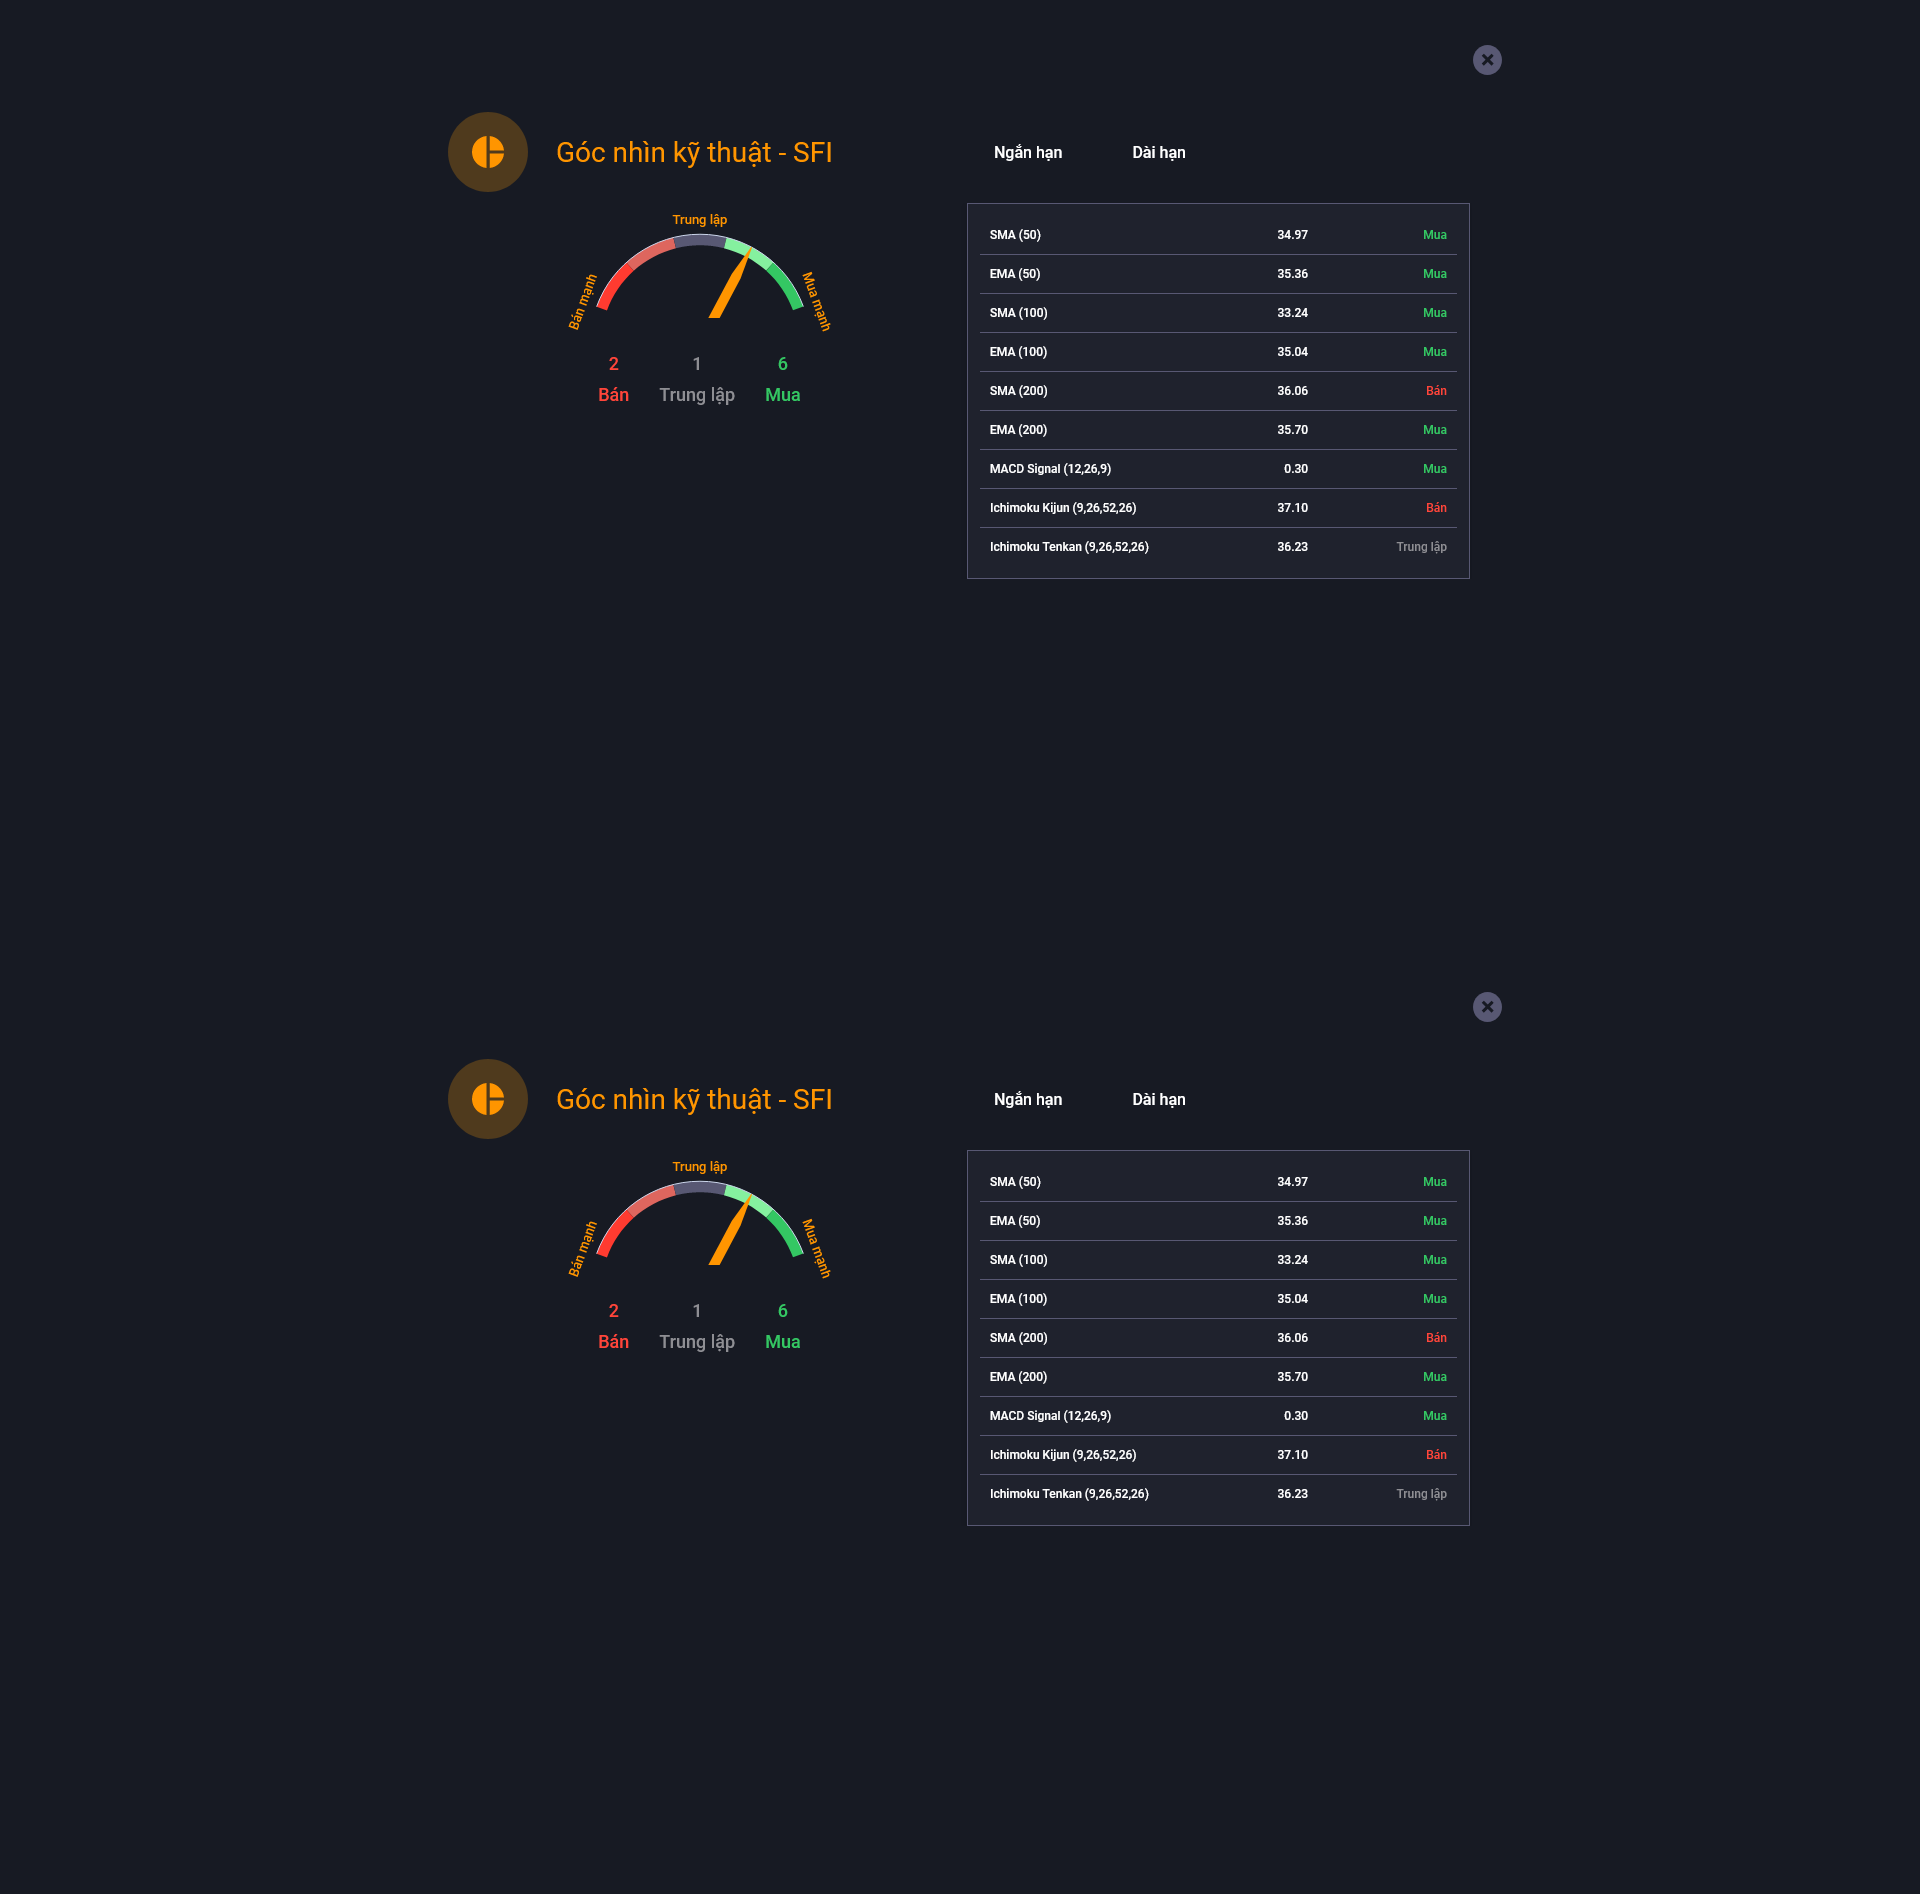 Góc nhìn kỹ thuật - SFI
Trung lập
Bán mạnh
Mua mạnh
2 1 6
Bán Trung lập Mua
Ngắn hạn Dài hạn
SMA (50) 34.97 Mua
EMA (50) 35.36 Mua
SMA (100) 33.24 Mua
EMA (100) 35.04 Mua
SMA (200) 36.06 Bán
EMA (200) 35.70 Mua
MACD Signal (12,26,9) 0.30 Mua
Ichimoku Kijun (9,26,52,26) 37.10 Bán
Ichimoku Tenkan (9,26,52,26) 36.23 Trung lập
Góc nhìn kỹ thuật - SFI
Trung lập
Bán mạnh
Mua mạnh
2 1 6
Bán Trung lập Mua
Ngắn hạn Dài hạn
SMA (50) 34.97 Mua
EMA (50) 35.36 Mua
SMA (100) 33.24 Mua
EMA (100) 35.04 Mua
SMA (200) 36.06 Bán
EMA (200) 35.70 Mua
MACD Signal (12,26,9) 0.30 Mua
Ichimoku Kijun (9,26,52,26) 37.10 Bán
Ichimoku Tenkan (9,26,52,26) 36.23 Trung lập